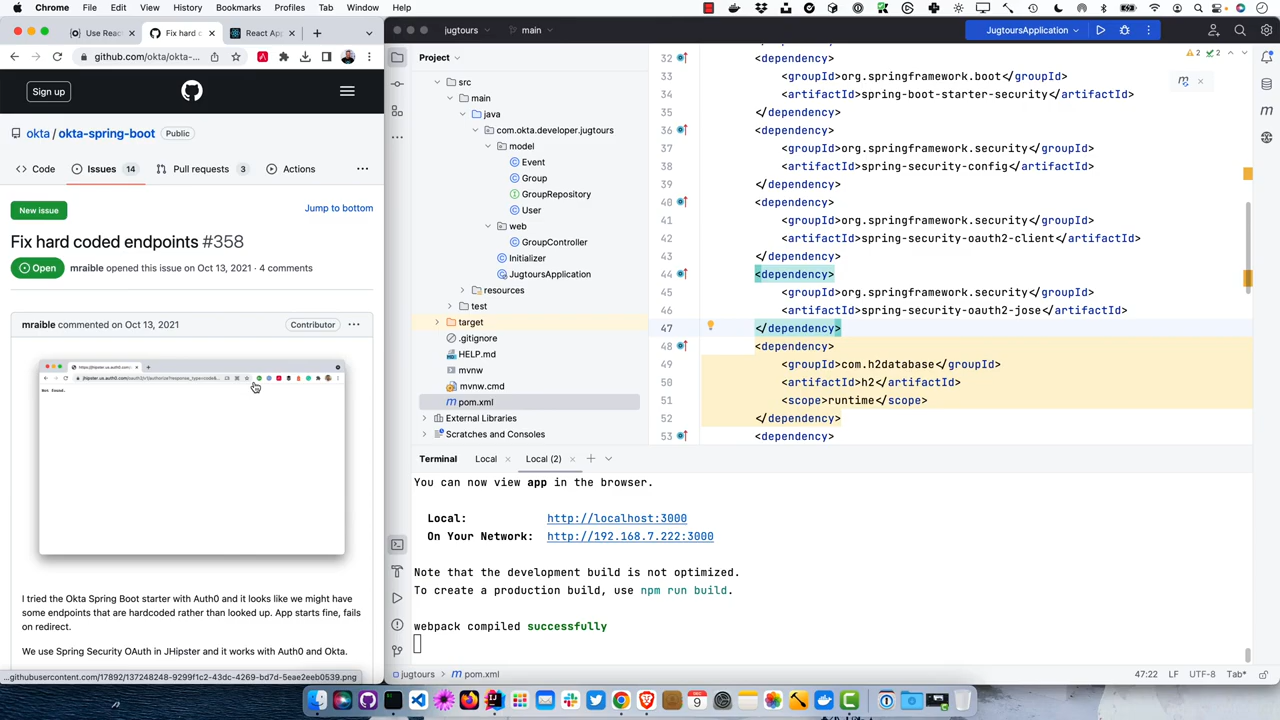 Chrome File Edit View History Bookmarks Profiles Tab Window Help
Use React
Fix hard c
React App
github.com/okta/okta-...
Sign up
okta / okta-spring-boot Public
Code Issues 14 Pull requests 3 Actions
New issue
Jump to bottom
Fix hard coded endpoints #358
Open mraible opened this issue on Oct 13, 2021 · 4 comments
mraible commented on Oct 13, 2021 Contributor
Not found.
I tried the Okta Spring Boot starter with Auth0 and it looks like we might have
some endpoints that are hardcoded rather than looked up. App starts fine, fails
on redirect.
We use Spring Security OAuth in JHipster and it works with Auth0 and Okta.
jugtours main JugtoursApplication
Project
src
main
java
com.okta.developer.jugtours
model
Event
Group
GroupRepository
User
web
GroupController
Initializer
JugtoursApplication
resources
test
target
.gitignore
HELP.md
mvnw
mvnw.cmd
pom.xml
External Libraries
Scratches and Consoles
2 2
32 <dependency>
33 <groupId>org.springframework.boot</groupId>
34 <artifactId>spring-boot-starter-security</artifactId>
35 </dependency>
36 <dependency>
37 <groupId>org.springframework.security</groupId>
38 <artifactId>spring-security-config</artifactId>
39 </dependency>
40 <dependency>
41 <groupId>org.springframework.security</groupId>
42 <artifactId>spring-security-oauth2-client</artifactId>
43 </dependency>
44 <dependency>
45 <groupId>org.springframework.security</groupId>
46 <artifactId>spring-security-oauth2-jose</artifactId>
47 </dependency>
48 <dependency>
49 <groupId>com.h2database</groupId>
50 <artifactId>h2</artifactId>
51 <scope>runtime</scope>
52 </dependency>
53 <dependency>
Terminal Local Local (2)
You can now view app in the browser.
Local: http://localhost:3000
On Your Network: http://192.168.7.222:3000
Note that the development build is not optimized.
To create a production build, use npm run build.
webpack compiled successfully
jugtours pom.xml 47:22 LF UTF-8 Tab*